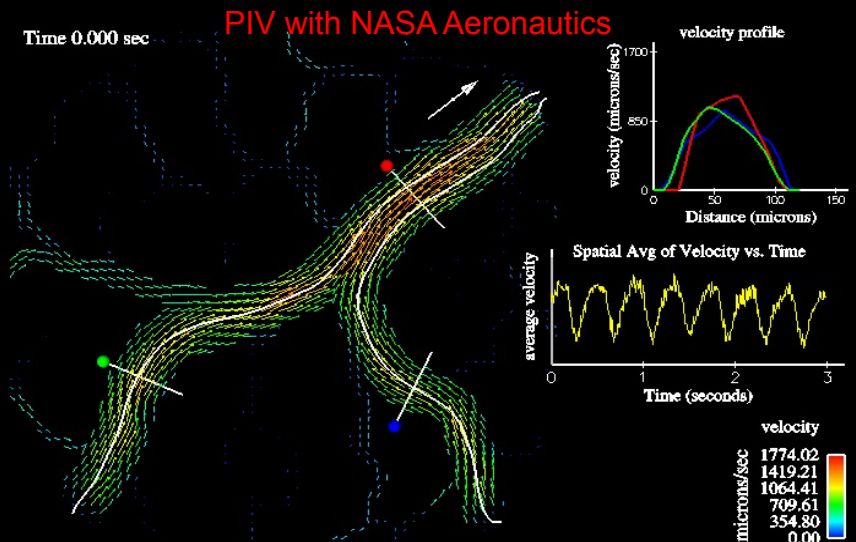 PIV with NASA Aeronautics
Time 0.000 sec
velocity profile
velocity (microns/sec)
1700
850
0
0
50
100
150
Distance (microns)
Spatial Avg of Velocity vs. Time
average velocity
0
1
2
3
Time (seconds)
velocity
microns/sec
1774.02
1419.21
1064.41
709.61
354.80
0.00